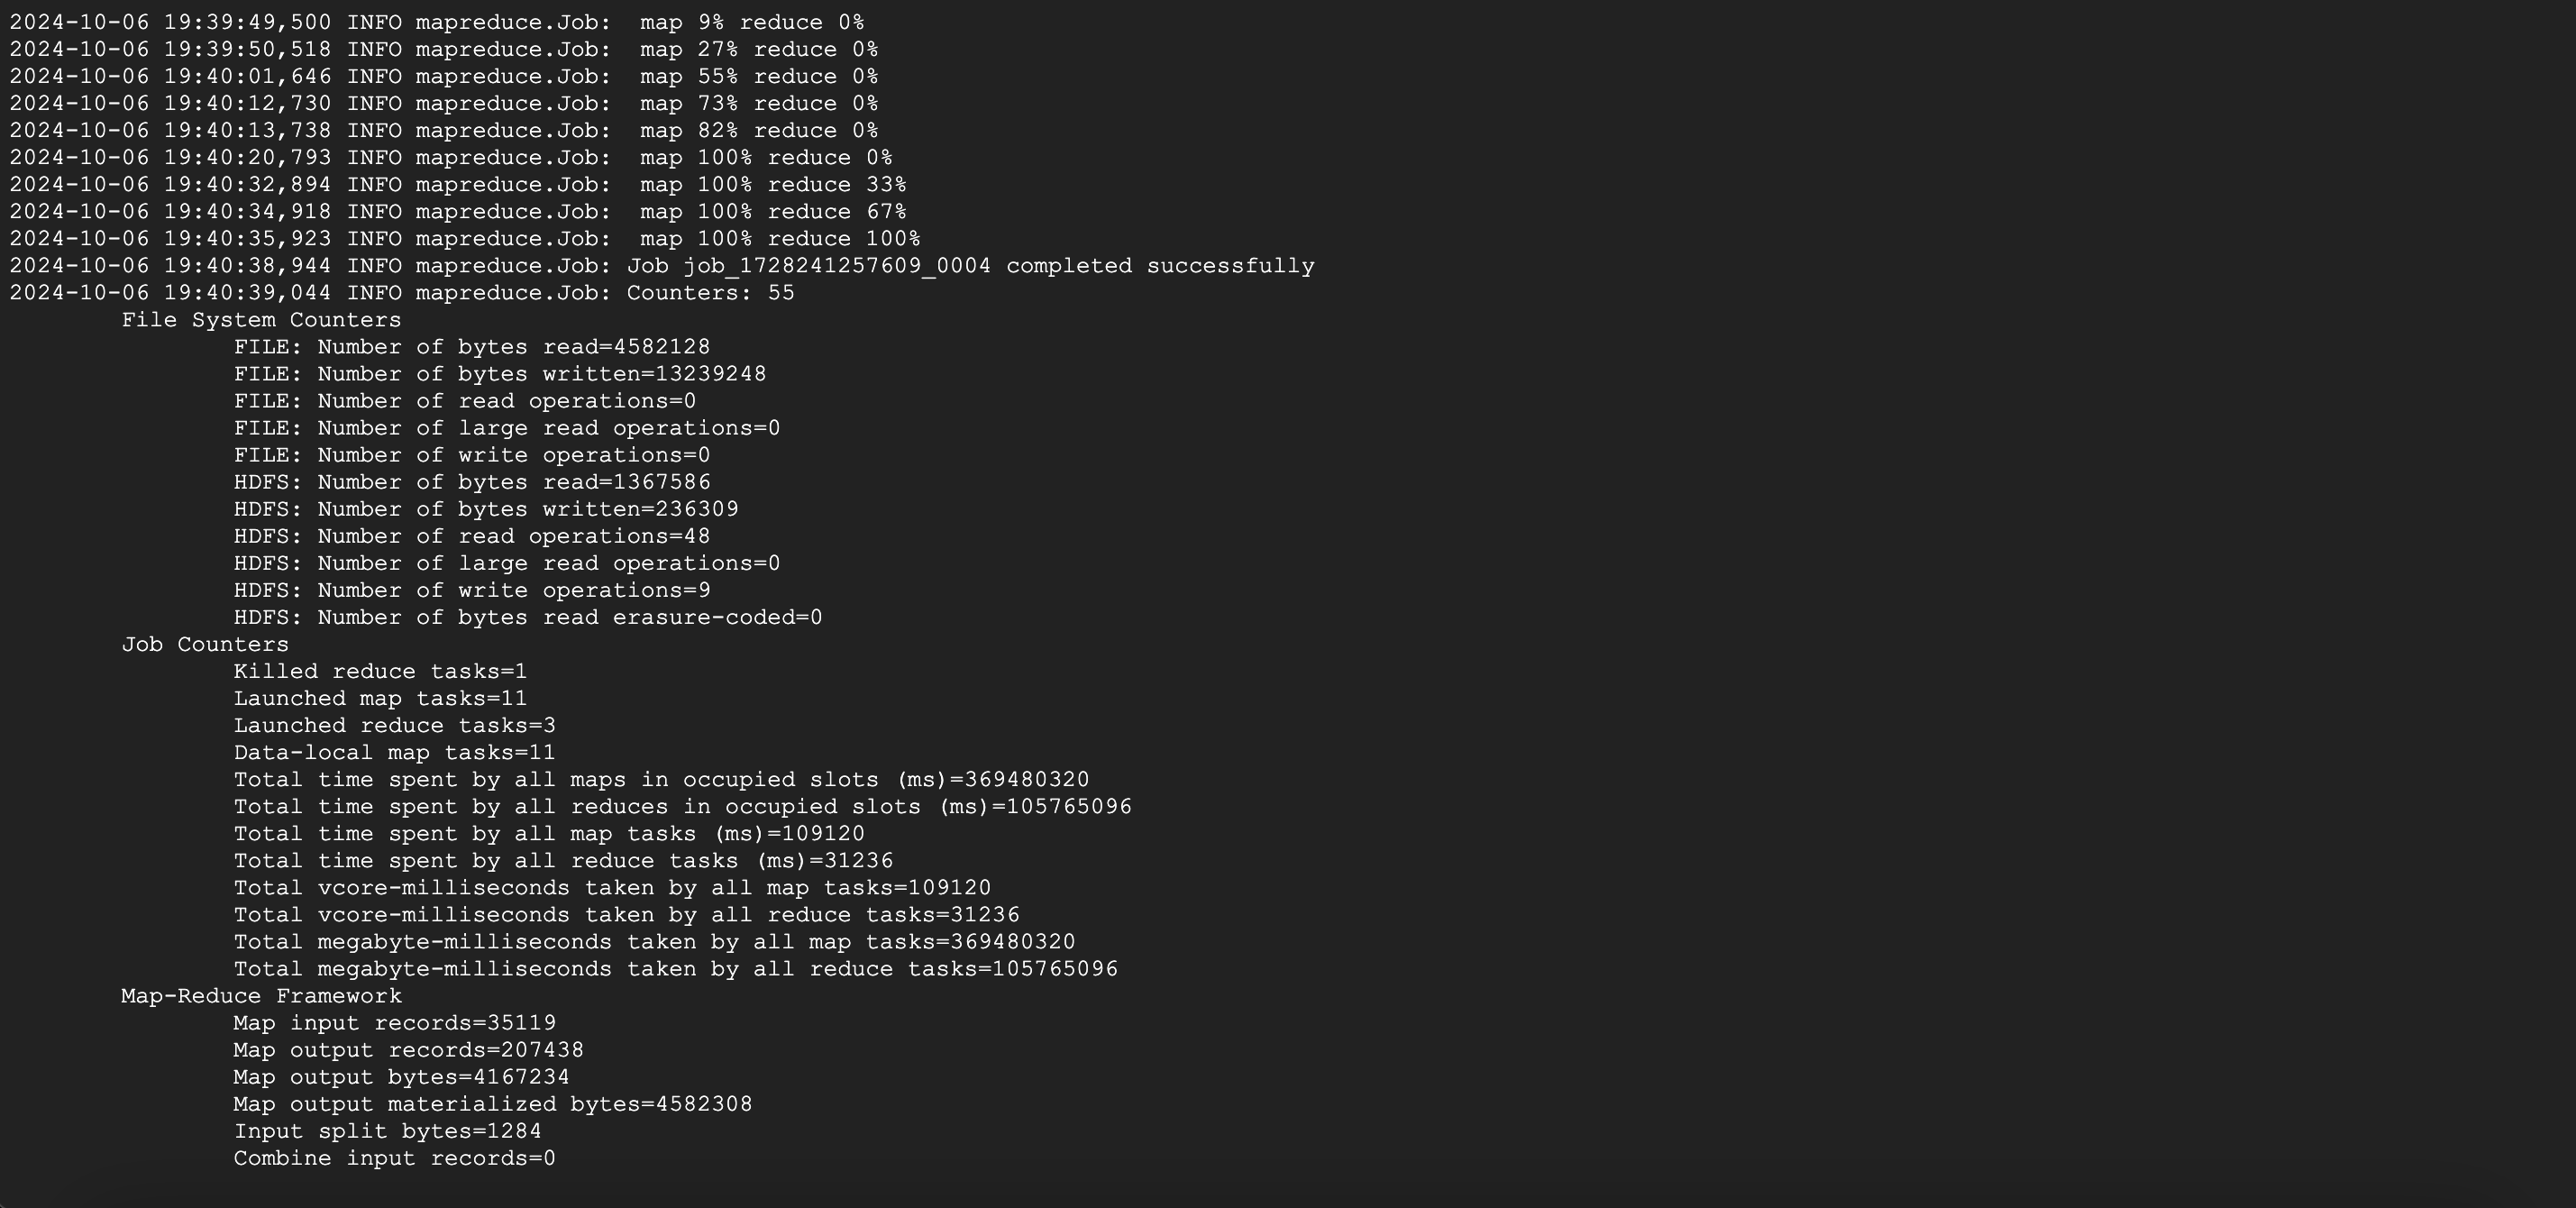 2024-10-06 19:39:49,500 INFO mapreduce.Job:  map 9% reduce 0%
2024-10-06 19:39:50,518 INFO mapreduce.Job:  map 27% reduce 0%
2024-10-06 19:40:01,646 INFO mapreduce.Job:  map 55% reduce 0%
2024-10-06 19:40:12,730 INFO mapreduce.Job:  map 73% reduce 0%
2024-10-06 19:40:13,738 INFO mapreduce.Job:  map 82% reduce 0%
2024-10-06 19:40:20,793 INFO mapreduce.Job:  map 100% reduce 0%
2024-10-06 19:40:32,894 INFO mapreduce.Job:  map 100% reduce 33%
2024-10-06 19:40:34,918 INFO mapreduce.Job:  map 100% reduce 67%
2024-10-06 19:40:35,923 INFO mapreduce.Job:  map 100% reduce 100%
2024-10-06 19:40:38,944 INFO mapreduce.Job: Job job_1728241257609_0004 completed successfully
2024-10-06 19:40:39,044 INFO mapreduce.Job: Counters: 55
File System Counters
FILE: Number of bytes read=4582128
FILE: Number of bytes written=13239248
FILE: Number of read operations=0
FILE: Number of large read operations=0
FILE: Number of write operations=0
HDFS: Number of bytes read=1367586
HDFS: Number of bytes written=236309
HDFS: Number of read operations=48
HDFS: Number of large read operations=0
HDFS: Number of write operations=9
HDFS: Number of bytes read erasure-coded=0
Job Counters
Killed reduce tasks=1
Launched map tasks=11
Launched reduce tasks=3
Data-local map tasks=11
Total time spent by all maps in occupied slots (ms)=369480320
Total time spent by all reduces in occupied slots (ms)=105765096
Total time spent by all map tasks (ms)=109120
Total time spent by all reduce tasks (ms)=31236
Total vcore-milliseconds taken by all map tasks=109120
Total vcore-milliseconds taken by all reduce tasks=31236
Total megabyte-milliseconds taken by all map tasks=369480320
Total megabyte-milliseconds taken by all reduce tasks=105765096
Map-Reduce Framework
Map input records=35119
Map output records=207438
Map output bytes=4167234
Map output materialized bytes=4582308
Input split bytes=1284
Combine input records=0